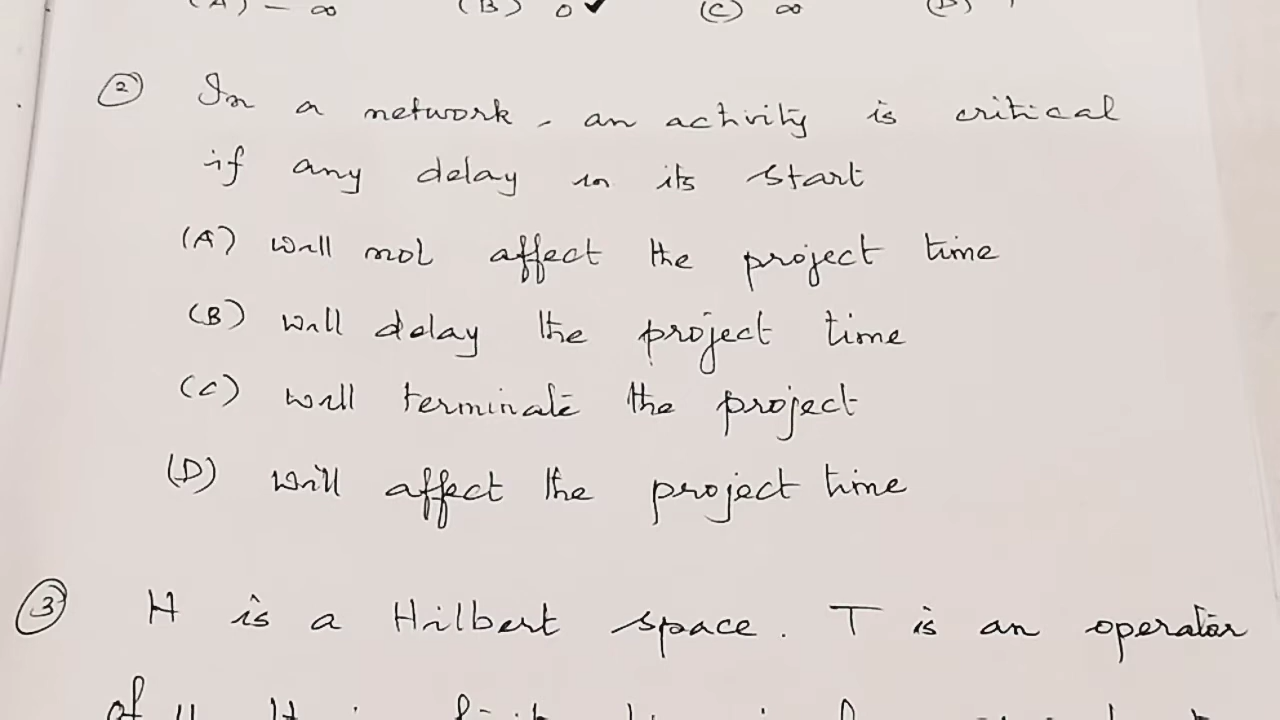 (A) - ∞ (B) 0 ✓ (C) ∞ (D)
② In a network, an activity is critical
if any delay in its start
(A) will not affect the project time
(B) will delay the project time
(C) will terminate the project
(D) will affect the project time
③ H is a Hilbert space. T is an operator
of